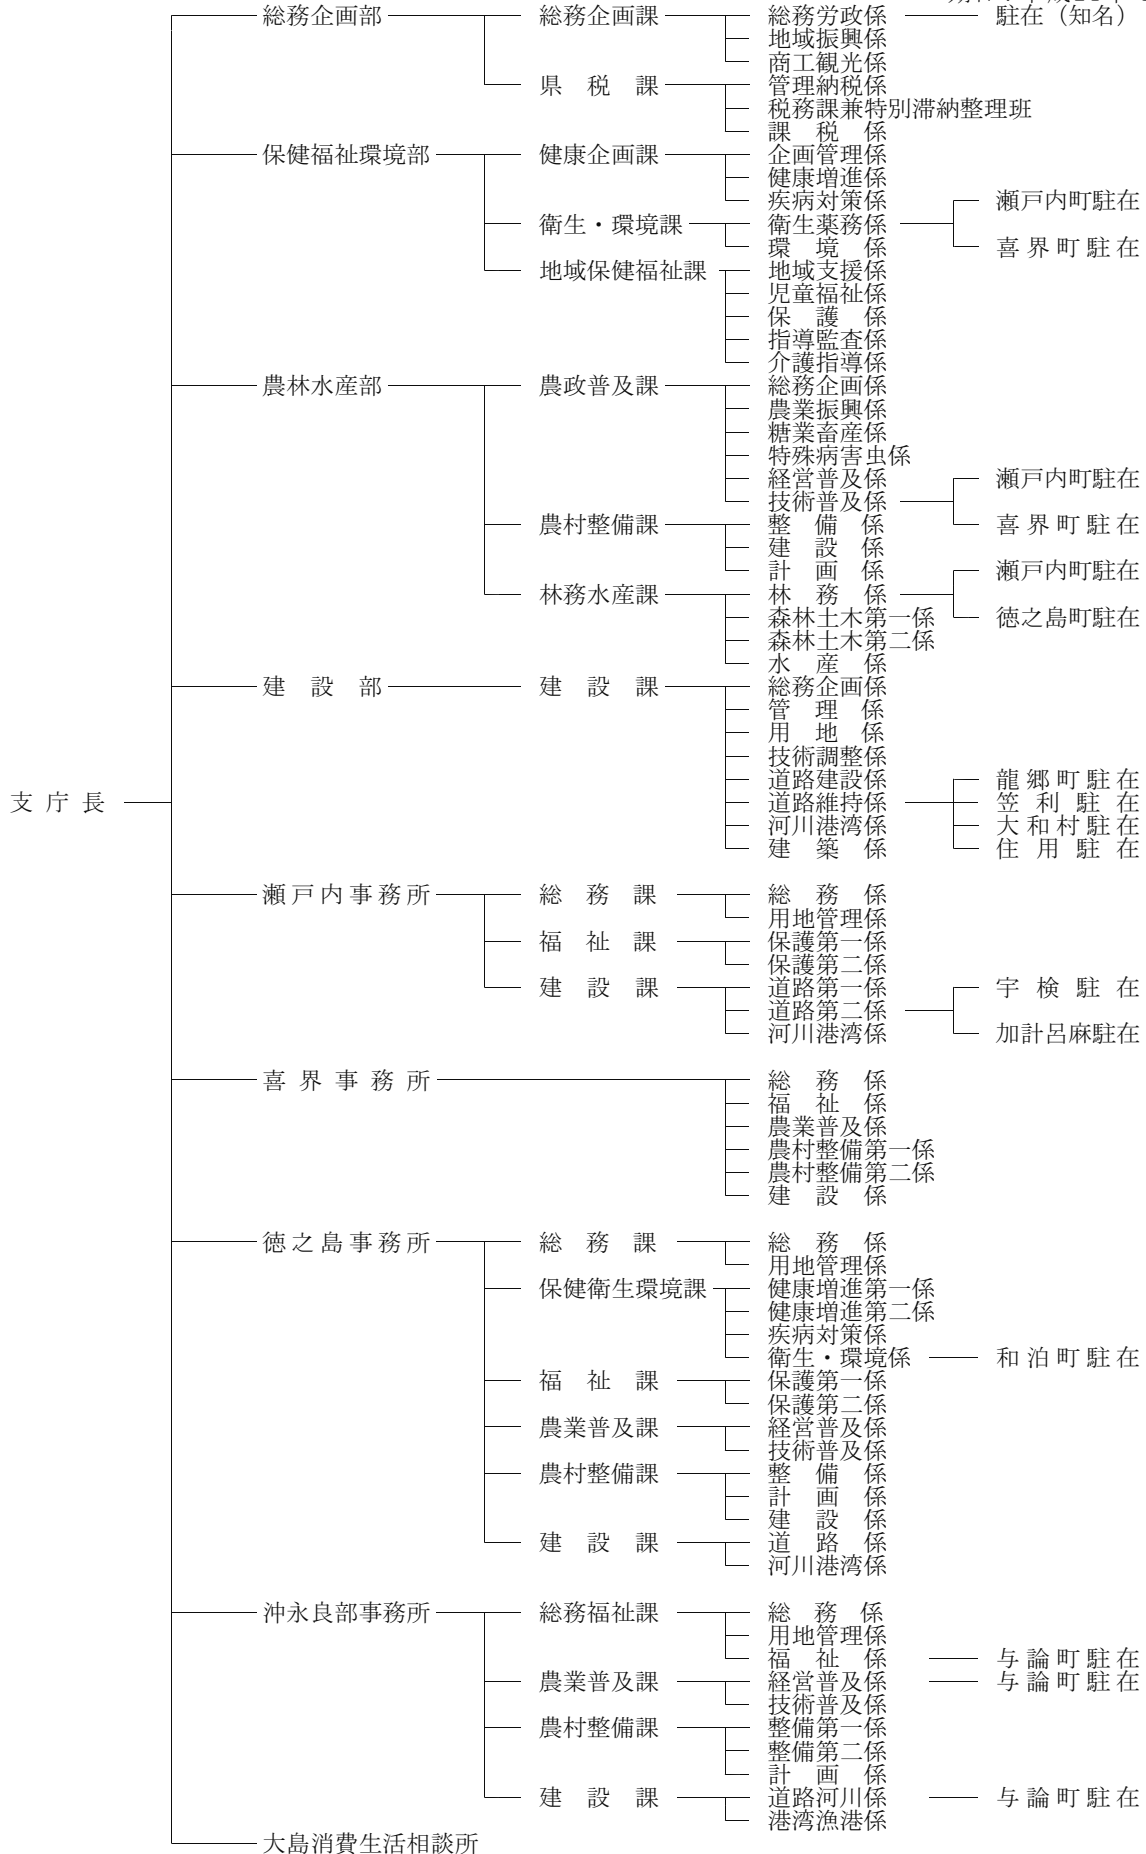 総務企画部 総務企画課 総務労政係 駐在（知名）
地域振興係
商工観光係
県税課 管理納税係
税務課兼特別滞納整理班
課税係
保健福祉環境部 健康企画課 企画管理係
健康増進係
疾病対策係 瀬戸内町駐在
衛生・環境課 衛生薬務係
環境係 喜界町駐在
地域保健福祉課 地域支援係
児童福祉係
保護係
指導監査係
介護指導係
農林水産部 農政普及課 総務企画係
農業振興係
糖業畜産係
特殊病害虫係
経営普及係 瀬戸内町駐在
技術普及係
農村整備課 整備係 喜界町駐在
建設係
計画係 瀬戸内町駐在
林務水産課 林務係
森林土木第一係 徳之島町駐在
森林土木第二係
水産係
建設部 建設課 総務企画係
管理係
用地係
技術調整係
道路建設係 龍郷町駐在
支庁長 道路維持係 笠利駐在
河川港湾係 大和村駐在
建築係 住用駐在
瀬戸内事務所 総務課 総務係
用地管理係
福祉課 保護第一係
保護第二係
建設課 道路第一係 宇検駐在
道路第二係
河川港湾係 加計呂麻駐在
喜界事務所 総務係
福祉係
農業普及係
農村整備第一係
農村整備第二係
建設係
徳之島事務所 総務課 総務係
用地管理係
保健衛生環境課 健康増進第一係
健康増進第二係
疾病対策係
衛生・環境係 和泊町駐在
福祉課 保護第一係
保護第二係
農業普及課 経営普及係
技術普及係
農村整備課 整備係
計画係
建設係
建設課 道路係
河川港湾係
沖永良部事務所 総務福祉課 総務係
用地管理係
福祉係 与論町駐在
農業普及課 経営普及係 与論町駐在
技術普及係
農村整備課 整備第一係
整備第二係
計画係
建設課 道路河川係 与論町駐在
港湾漁港係
大島消費生活相談所